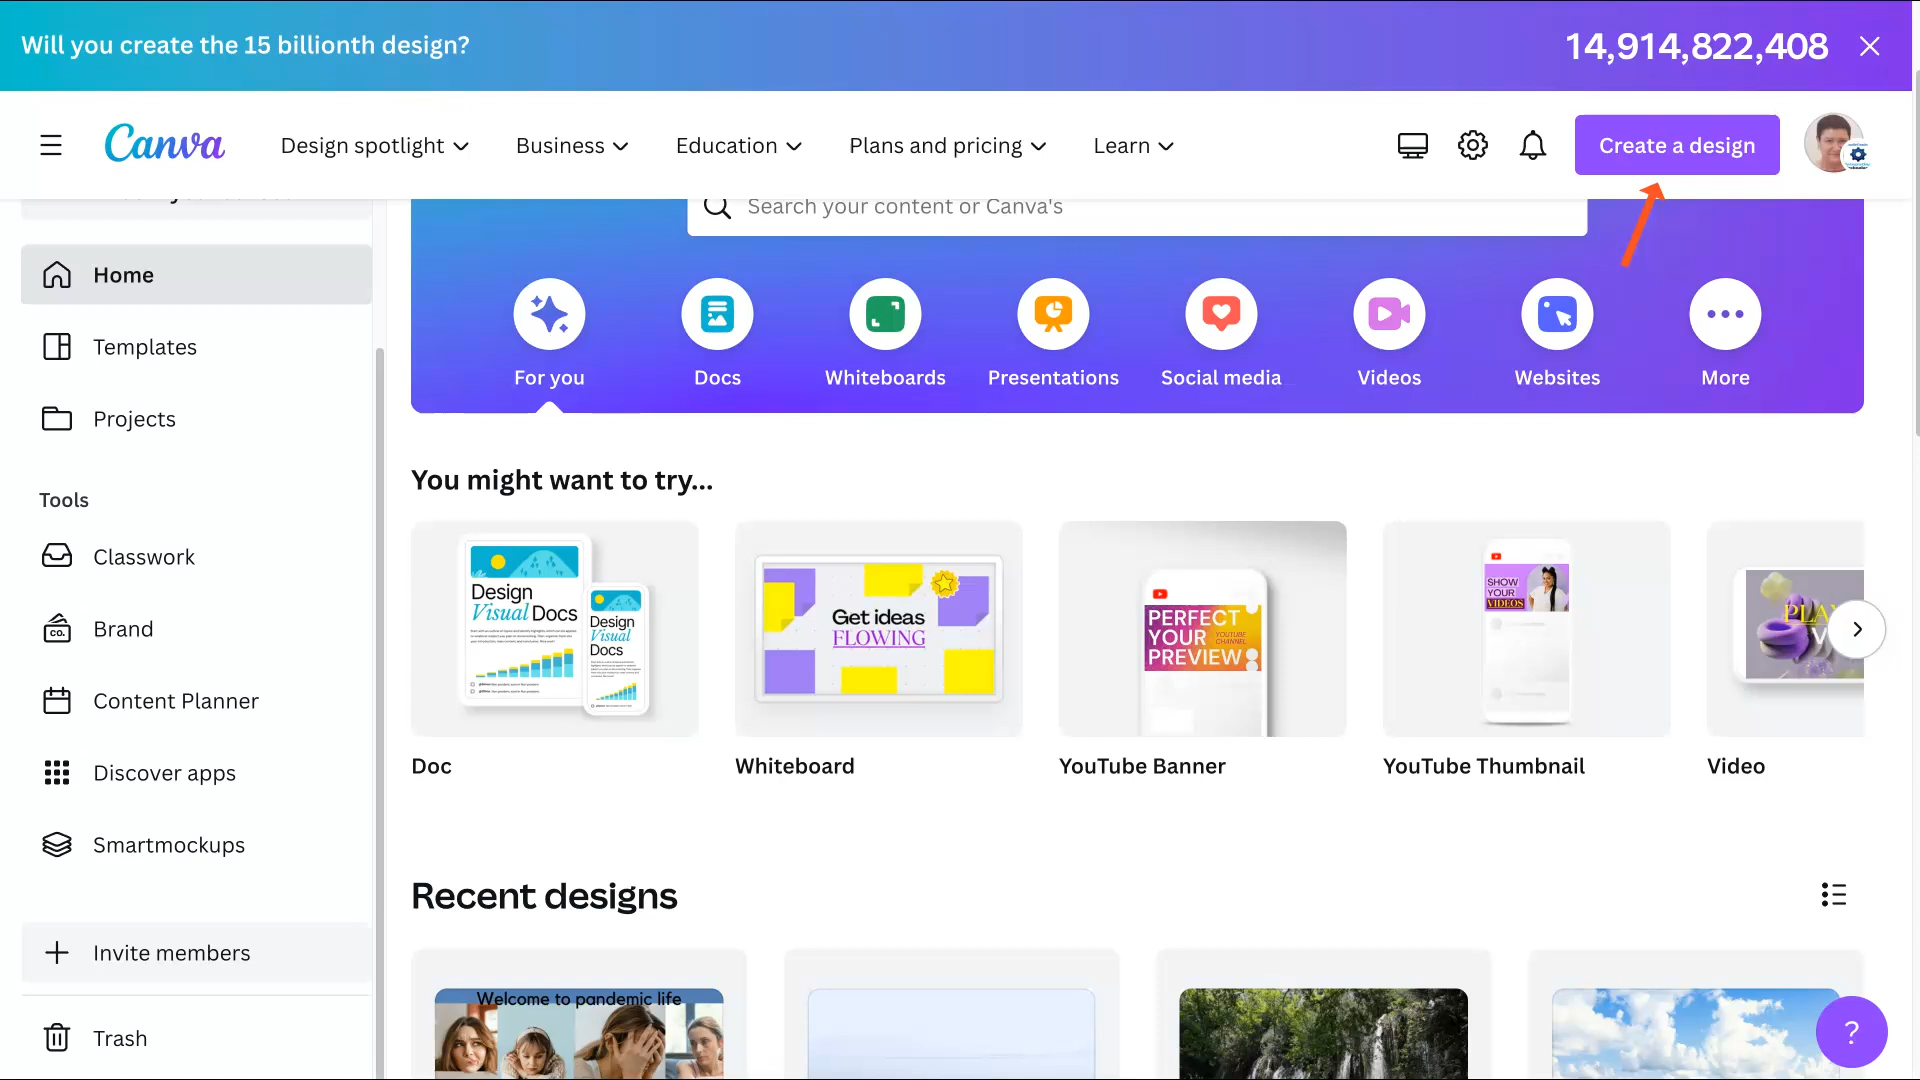 Will you create the 15 billionth design?
14,914,822,408
Canva
Design spotlight
Business
Education
Plans and pricing
Learn
Create a design
Search your content or Canva's
Home
Templates
Projects
Tools
Classwork
Brand
Content Planner
Discover apps
Smartmockups
Invite members
Trash
For you
Docs
Whiteboards
Presentations
Social media
Videos
Websites
More
You might want to try...
Design
Visual Docs
Design
Visual
Docs
Get ideas
FLOWING
PERFECT
YOUR
YOUTUBE
CHANNEL
PREVIEW
SHOW
YOUR
VIDEOS
CO.
Doc
Whiteboard
YouTube Banner
YouTube Thumbnail
Video
Recent designs
Welcome to pandemic life
?